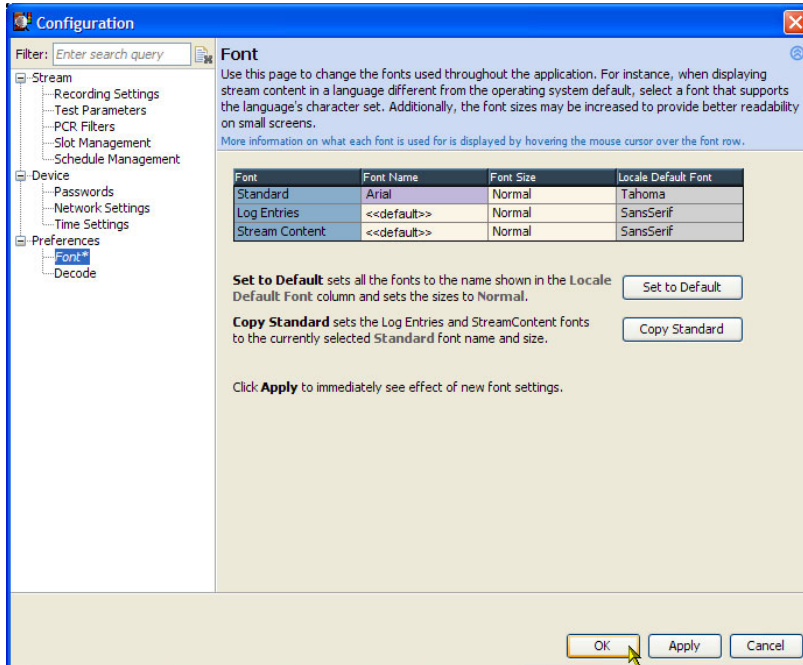 Configuration
Filter: Enter search query
Stream
Recording Settings
Test Parameters
PCR Filters
Slot Management
Schedule Management
Device
Passwords
Network Settings
Time Settings
Preferences
Font*
Decode
Font
Use this page to change the fonts used throughout the application. For instance, when displaying
stream content in a language different from the operating system default, select a font that supports
the language's character set. Additionally, the font sizes may be increased to provide better readability
on small screens.
More information on what each font is used for is displayed by hovering the mouse cursor over the font row.
Font Font Name Font Size Locale Default Font
Standard Arial Normal Tahoma
Log Entries <<default>> Normal SansSerif
Stream Content <<default>> Normal SansSerif
Set to Default sets all the fonts to the name shown in the Locale
Default Font column and sets the sizes to Normal.
Set to Default
Copy Standard sets the Log Entries and StreamContent fonts
to the currently selected Standard font name and size.
Copy Standard
Click Apply to immediately see effect of new font settings.
OK Apply Cancel